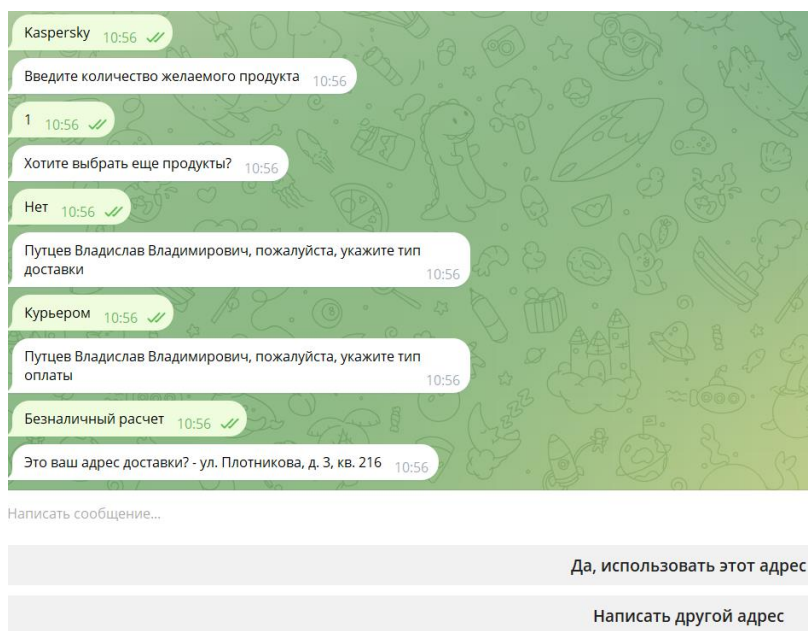 Kaspersky 10:56
Введите количество желаемого продукта 10:56
1 10:56
Хотите выбрать еще продукты? 10:56
Нет 10:56
Путцев Владислав Владимирович, пожалуйста, укажите тип
доставки 10:56
Курьером 10:56
Путцев Владислав Владимирович, пожалуйста, укажите тип
оплаты 10:56
Безналичный расчет 10:56
Это ваш адрес доставки? - ул. Плотникова, д. 3, кв. 216 10:56
Написать сообщение...
Да, использовать этот адрес
Написать другой адрес